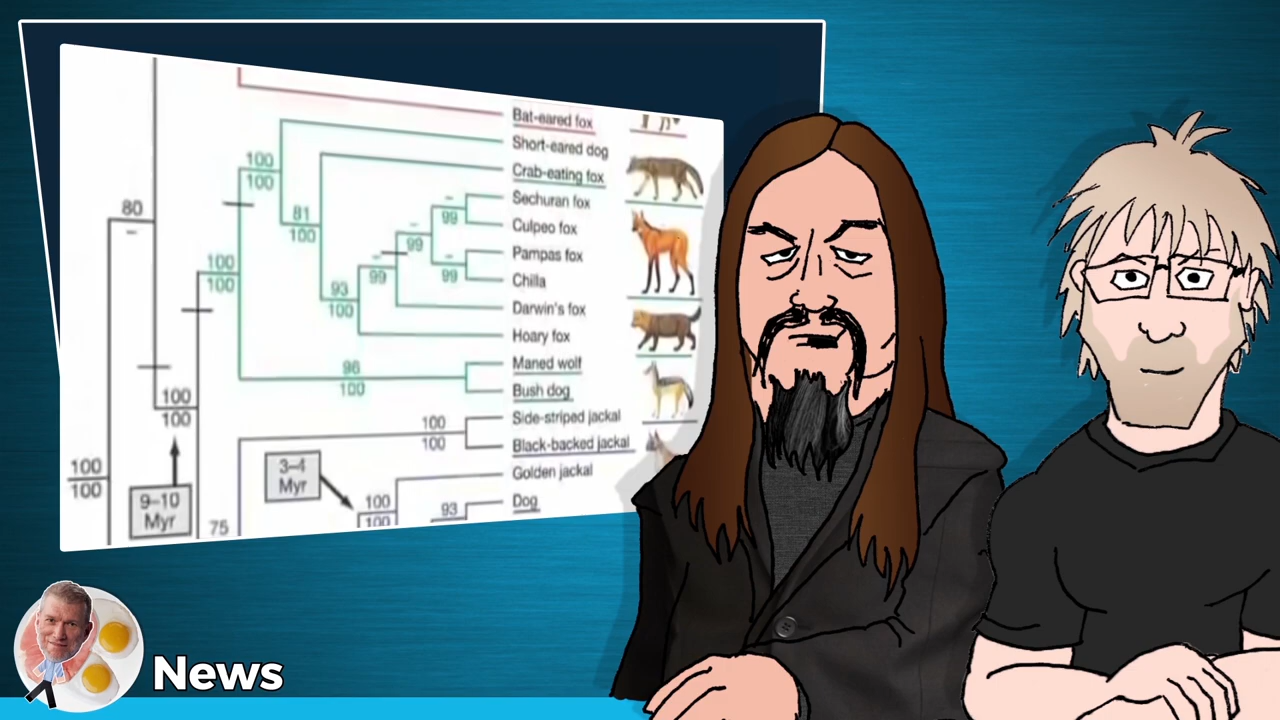 Bat-eared fox
Short-eared dog
100
100
Crab-eating fox
Sechuran fox
80
–
81
100
–
99
Culpeo fox
–
99
Pampas fox
100
100
–
99
–
99
Chilla
93
100
Darwin's fox
Hoary fox
96
100
Maned wolf
Bush dog
100
100
100
100
Side-striped jackal
Black-backed jackal
100
100
3–4
Myr
Golden jackal
9–10
Myr
100
100
93
Dog
75
News